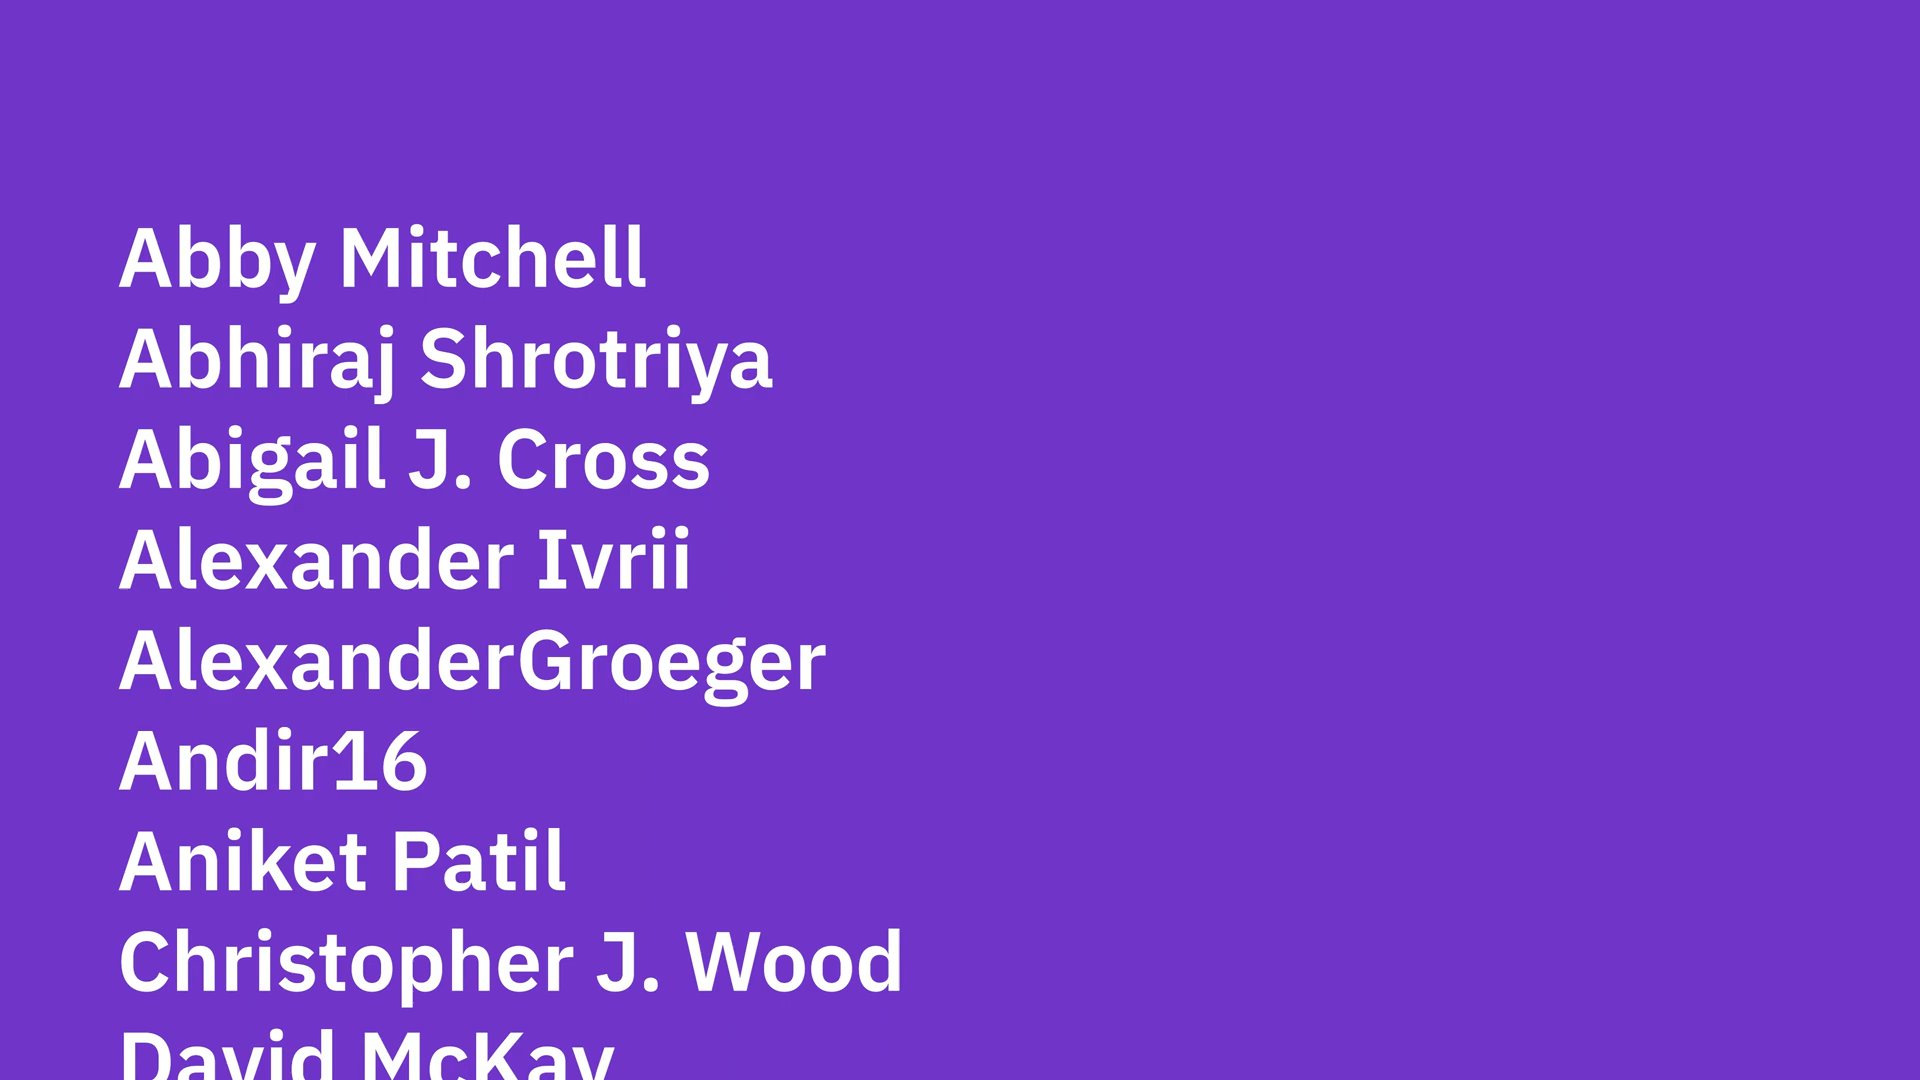 Abby Mitchell
Abhiraj Shrotriya
Abigail J. Cross
Alexander Ivrii
AlexanderGroeger
Andir16
Aniket Patil
Christopher J. Wood
David McKay